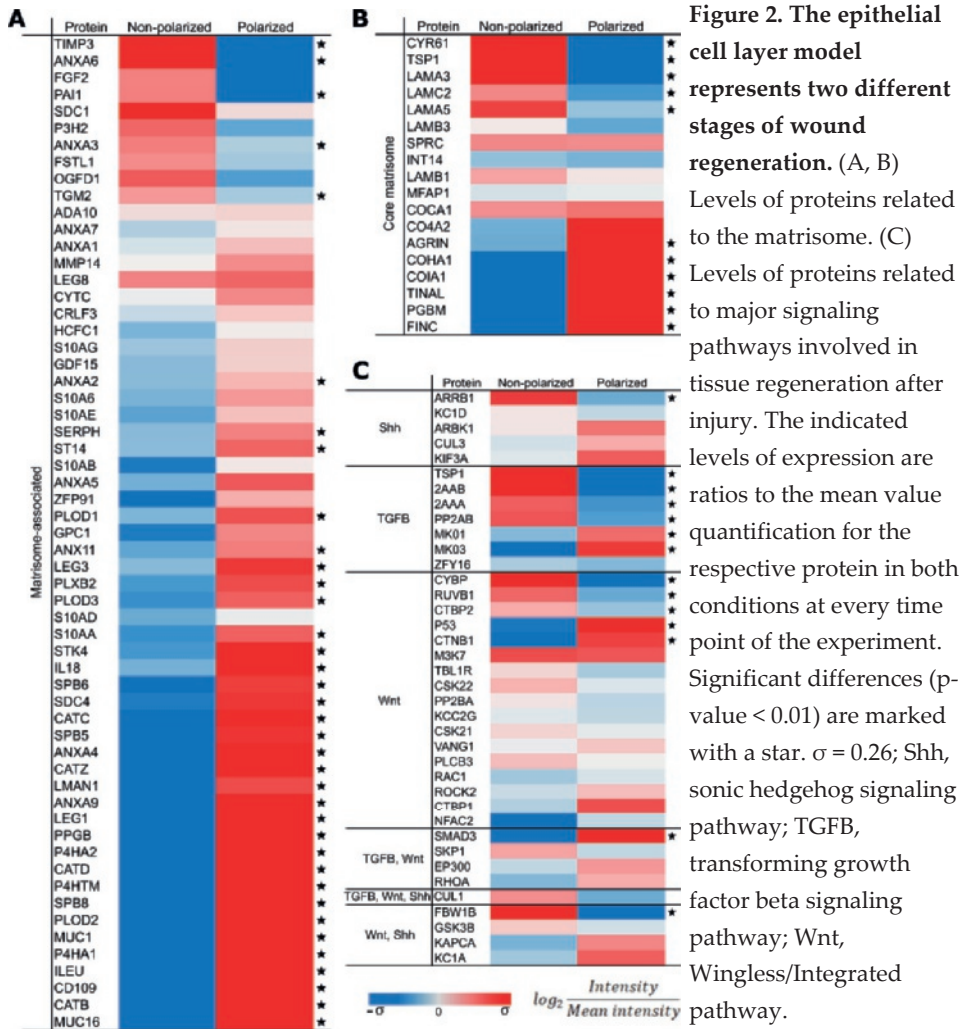 A
Protein Non-polarized Polarized
Matrisome-associated
TIMP3 ★
ANXA6 ★
FGF2
PAI1 ★
SDC1
P3H2
ANXA3 ★
FSTL1
OGFD1
TGM2 ★
ADA10
ANXA7
ANXA1
MMP14
LEG8
CYTC
CRLF3
HCFC1
S10AG
GDF15
ANXA2 ★
S10A6
S10AE
SERPH ★
ST14 ★
S10AB
ANXA5
ZFP91
PLOD1 ★
GPC1
ANX11 ★
LEG3 ★
PLXB2 ★
PLOD3 ★
S10AD
S10AA ★
STK4 ★
IL18 ★
SPB6 ★
SDC4 ★
CATC ★
SPB5 ★
ANXA4 ★
CATZ ★
LMAN1 ★
ANXA9 ★
LEG1 ★
PPGB ★
P4HA2 ★
CATD ★
P4HTM ★
SPB8 ★
PLOD2 ★
MUC1 ★
P4HA1 ★
ILEU ★
CD109 ★
CATB ★
MUC16 ★
B
Protein Non-polarized Polarized
Core matrisome
CYR61 ★
TSP1 ★
LAMA3 ★
LAMC2 ★
LAMA5 ★
LAMB3
SPRC
INT14
LAMB1
MFAP1
COCA1
CO4A2
AGRIN ★
COHA1 ★
COIA1 ★
TINAL ★
PGBM ★
FINC ★
C
Protein Non-polarized Polarized
Shh
ARRB1 ★
KC1D
ARBK1
CUL3
KIF3A
TGFB
TSP1 ★
2AAB ★
2AAA ★
PP2AB ★
MK01 ★
MK03 ★
ZFY16
Wnt
CYBP ★
RUVB1 ★
CTBP2 ★
P53 ★
CTNB1 ★
M3K7
TBL1R
CSK22
PP2BA
KCC2G
CSK21
VANG1
PLCB3
RAC1
ROCK2
CTBP1
NFAC2
TGFB, Wnt
SMAD3 ★
SKP1
EP300
RHOA
TGFB, Wnt, Shh CUL1
Wnt, Shh
FBW1B ★
GSK3B
KAPCA
KC1A
-σ 0 σ
log₂ Intensity / Mean intensity
Figure 2. The epithelial
cell layer model
represents two different
stages of wound
regeneration. (A, B)
Levels of proteins related
to the matrisome. (C)
Levels of proteins related
to major signaling
pathways involved in
tissue regeneration after
injury. The indicated
levels of expression are
ratios to the mean value
quantification for the
respective protein in both
conditions at every time
point of the experiment.
Significant differences (p-
value < 0.01) are marked
with a star. σ = 0.26; Shh,
sonic hedgehog signaling
pathway; TGFB,
transforming growth
factor beta signaling
pathway; Wnt,
Wingless/Integrated
pathway.